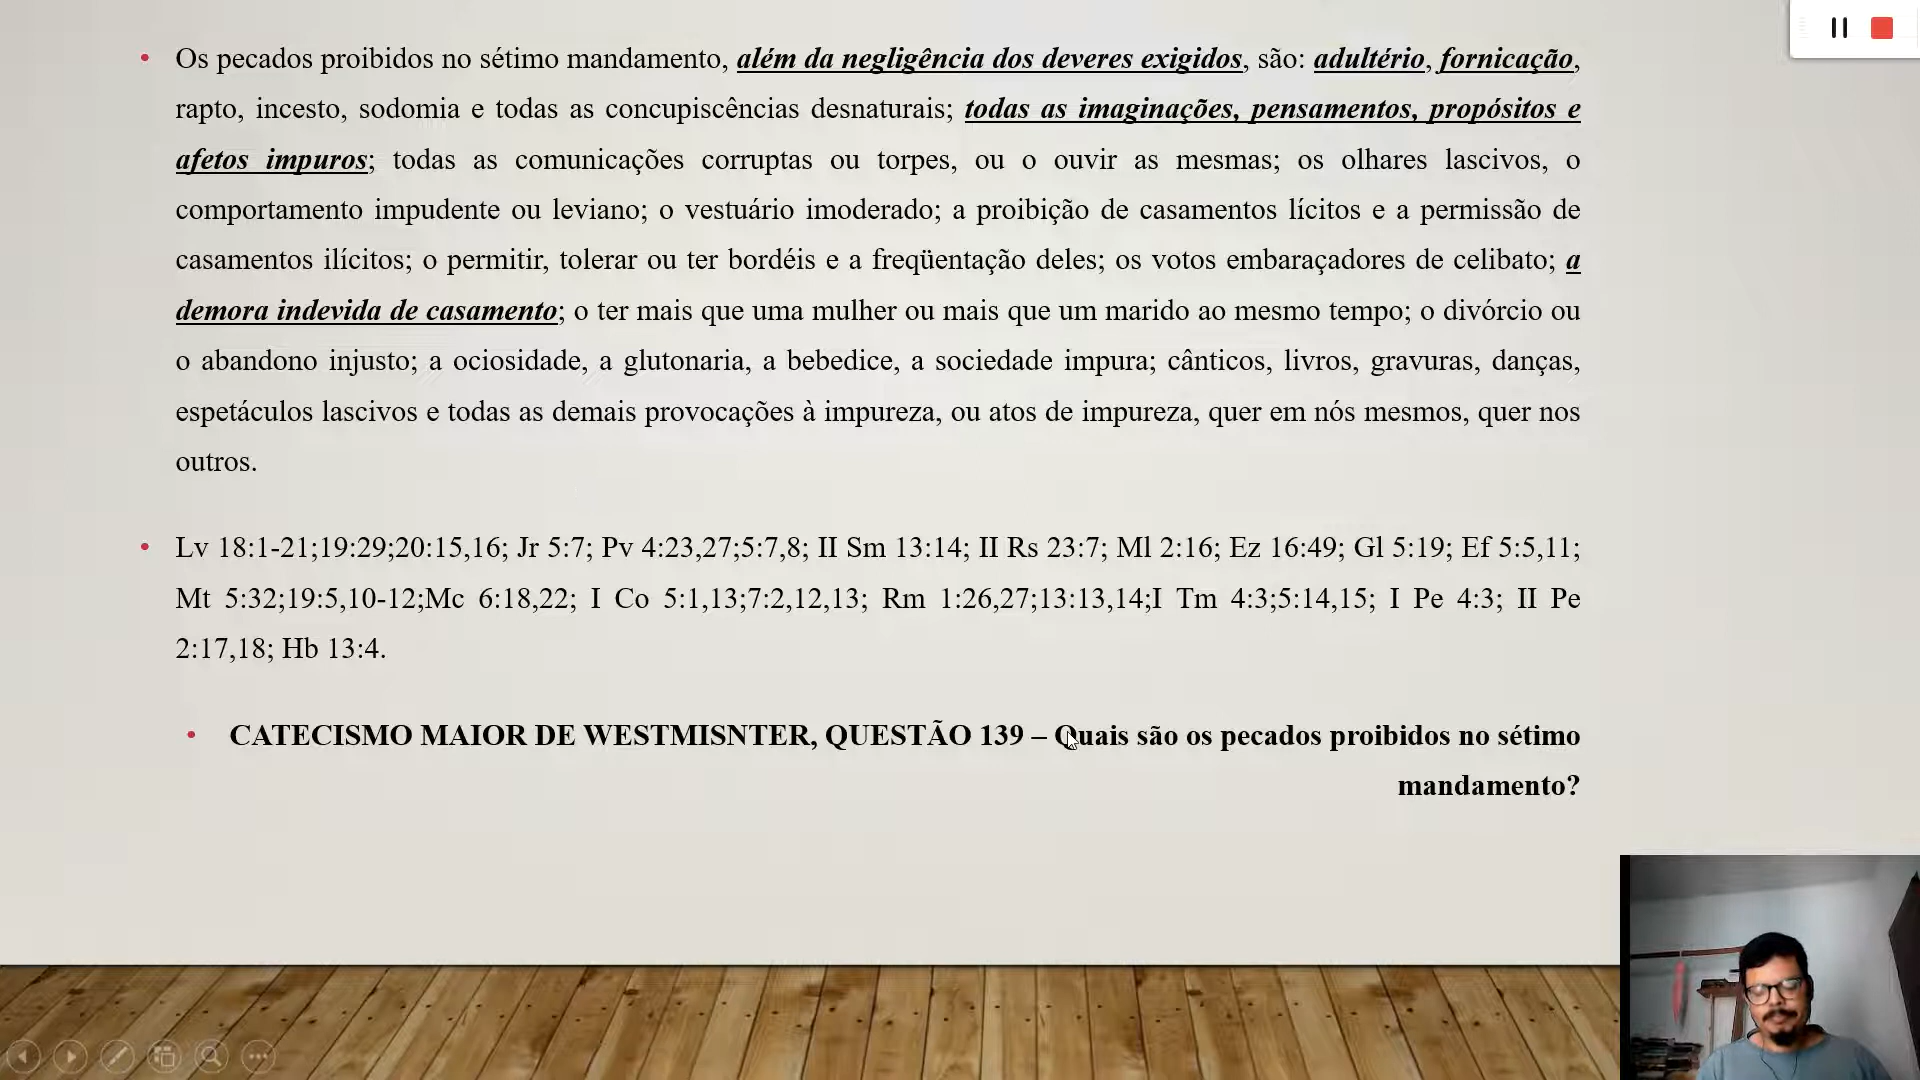 • Os pecados proibidos no sétimo mandamento, além da negligência dos deveres exigidos, são: adultério, fornicação,
rapto, incesto, sodomia e todas as concupiscências desnaturais; todas as imaginações, pensamentos, propósitos e
afetos impuros; todas as comunicações corruptas ou torpes, ou o ouvir as mesmas; os olhares lascivos, o
comportamento impudente ou leviano; o vestuário imoderado; a proibição de casamentos lícitos e a permissão de
casamentos ilícitos; o permitir, tolerar ou ter bordéis e a freqüentação deles; os votos embaraçadores de celibato; a
demora indevida de casamento; o ter mais que uma mulher ou mais que um marido ao mesmo tempo; o divórcio ou
o abandono injusto; a ociosidade, a glutonaria, a bebedice, a sociedade impura; cânticos, livros, gravuras, danças,
espetáculos lascivos e todas as demais provocações à impureza, ou atos de impureza, quer em nós mesmos, quer nos
outros.
• Lv 18:1-21;19:29;20:15,16; Jr 5:7; Pv 4:23,27;5:7,8; II Sm 13:14; II Rs 23:7; Ml 2:16; Ez 16:49; Gl 5:19; Ef 5:5,11;
Mt 5:32;19:5,10-12;Mc 6:18,22; I Co 5:1,13;7:2,12,13; Rm 1:26,27;13:13,14;I Tm 4:3;5:14,15; I Pe 4:3; II Pe
2:17,18; Hb 13:4.
• CATECISMO MAIOR DE WESTMISNTER, QUESTÃO 139 – Quais são os pecados proibidos no sétimo
mandamento?